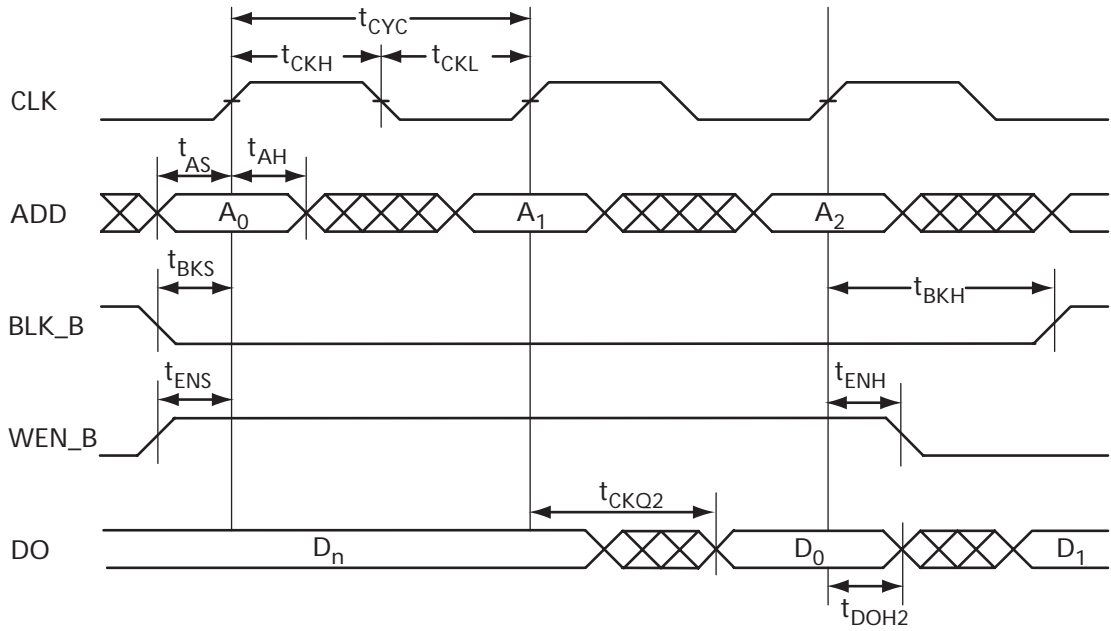 tCYC
tCKH tCKL
CLK
tAS tAH
ADD A0 A1 A2
tBKS tBKH
BLK_B
tENS tENH
WEN_B
tCKQ2
DO Dn D0 D1
tDOH2